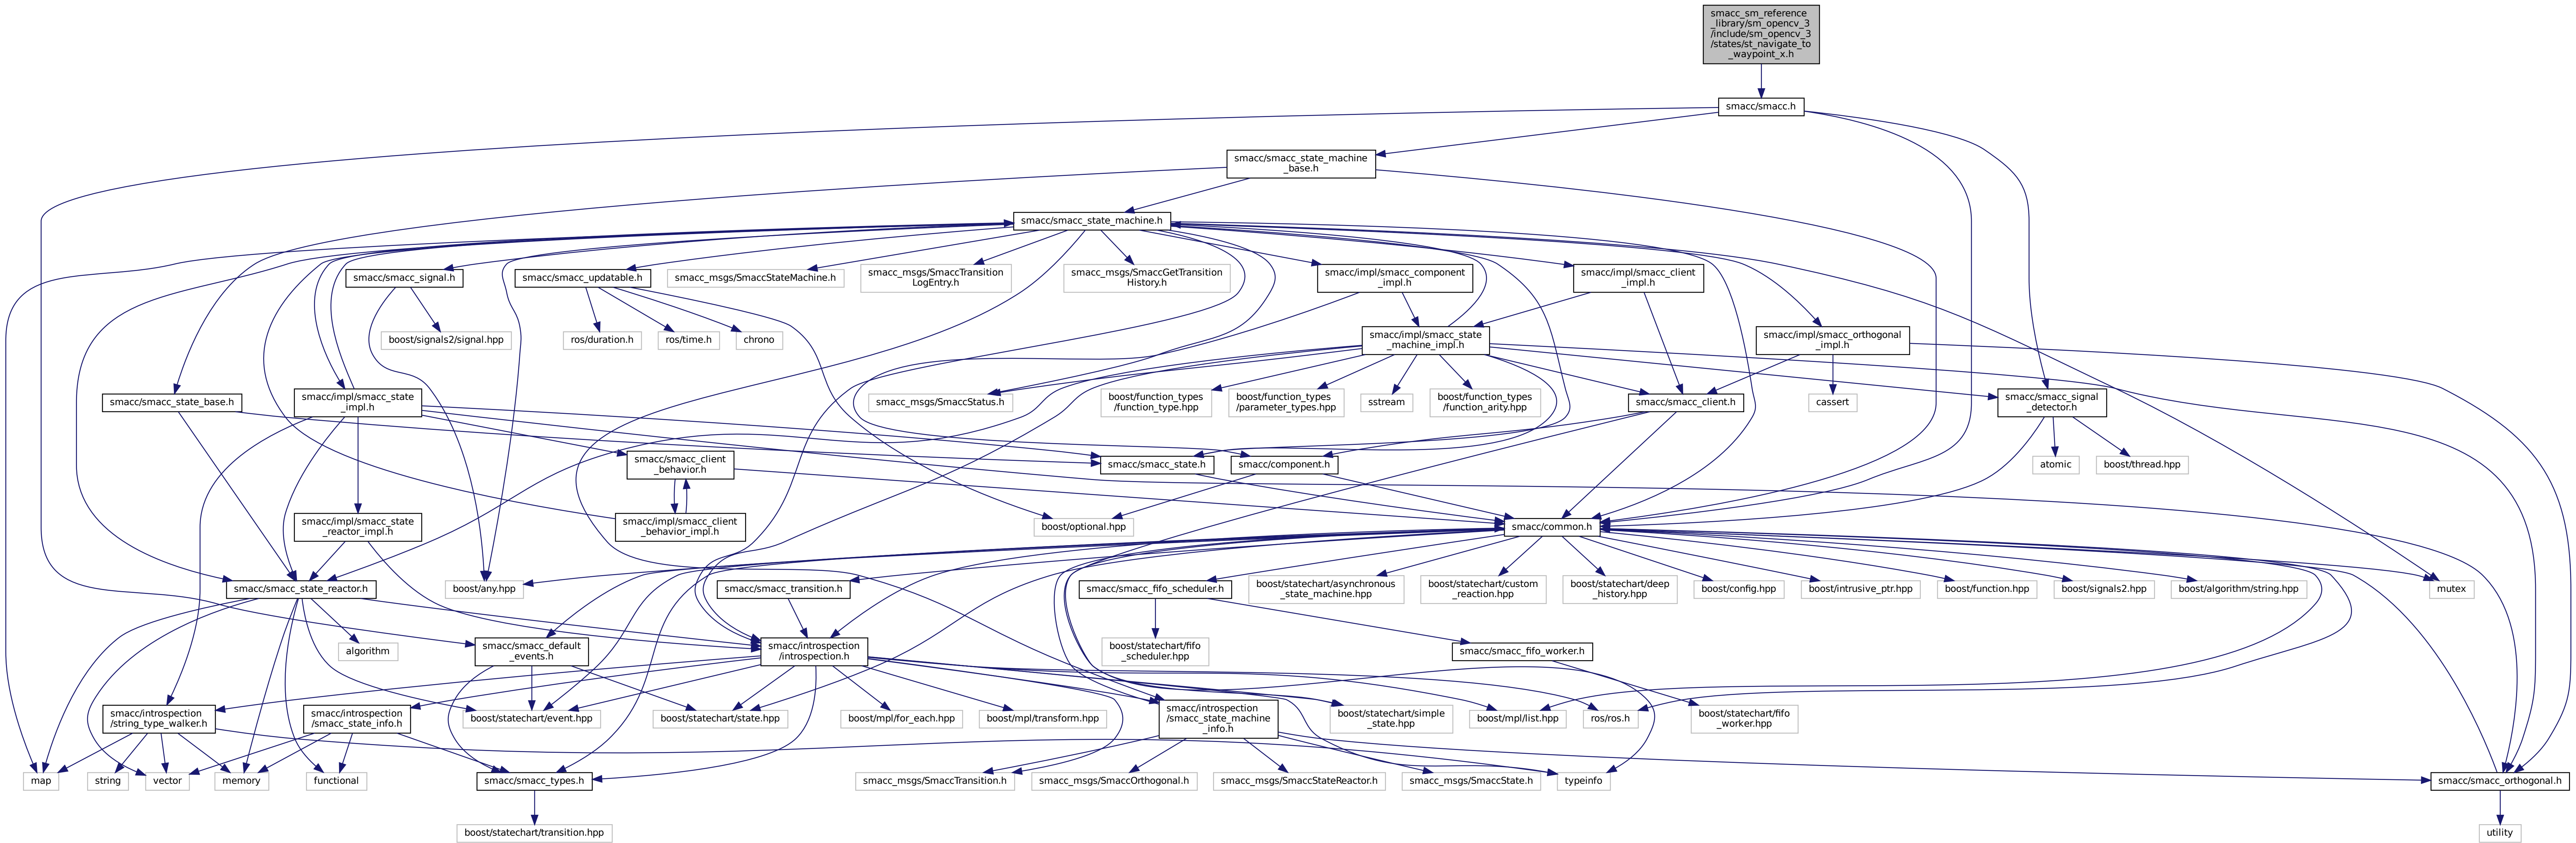 smacc_sm_reference
_library/sm_opencv_3
/include/sm_opencv_3
/states/st_navigate_to
_waypoint_x.h
smacc/smacc.h
smacc/smacc_state_machine
_base.h
smacc/smacc_state_machine.h
smacc/smacc_signal.h
smacc/smacc_updatable.h
smacc_msgs/SmaccStateMachine.h
smacc_msgs/SmaccTransition
LogEntry.h
smacc_msgs/SmaccGetTransition
History.h
smacc/impl/smacc_component
_impl.h
smacc/impl/smacc_client
_impl.h
boost/signals2/signal.hpp
ros/duration.h
ros/time.h
chrono
smacc/impl/smacc_state
_machine_impl.h
smacc/impl/smacc_orthogonal
_impl.h
smacc/smacc_state_base.h
smacc/impl/smacc_state
_impl.h
smacc_msgs/SmaccStatus.h
boost/function_types
/function_type.hpp
boost/function_types
/parameter_types.hpp
sstream
boost/function_types
/function_arity.hpp
smacc/smacc_client.h
cassert
smacc/smacc_signal
_detector.h
smacc/smacc_client
_behavior.h
smacc/smacc_state.h
smacc/component.h
atomic
boost/thread.hpp
smacc/impl/smacc_state
_reactor_impl.h
smacc/impl/smacc_client
_behavior_impl.h
boost/optional.hpp
smacc/common.h
smacc/smacc_state_reactor.h
boost/any.hpp
smacc/smacc_transition.h
smacc/smacc_fifo_scheduler.h
boost/statechart/asynchronous
_state_machine.hpp
boost/statechart/custom
_reaction.hpp
boost/statechart/deep
_history.hpp
boost/config.hpp
boost/intrusive_ptr.hpp
boost/function.hpp
boost/signals2.hpp
boost/algorithm/string.hpp
mutex
algorithm
smacc/smacc_default
_events.h
smacc/introspection
/introspection.h
boost/statechart/fifo
_scheduler.hpp
smacc/smacc_fifo_worker.h
smacc/introspection
/string_type_walker.h
smacc/introspection
/smacc_state_info.h
boost/statechart/event.hpp
boost/statechart/state.hpp
boost/mpl/for_each.hpp
boost/mpl/transform.hpp
smacc/introspection
/smacc_state_machine
_info.h
boost/statechart/simple
_state.hpp
boost/mpl/list.hpp
ros/ros.h
boost/statechart/fifo
_worker.hpp
map
string
vector
memory
functional
smacc/smacc_types.h
smacc_msgs/SmaccTransition.h
smacc_msgs/SmaccOrthogonal.h
smacc_msgs/SmaccStateReactor.h
smacc_msgs/SmaccState.h
typeinfo
smacc/smacc_orthogonal.h
boost/statechart/transition.hpp
utility